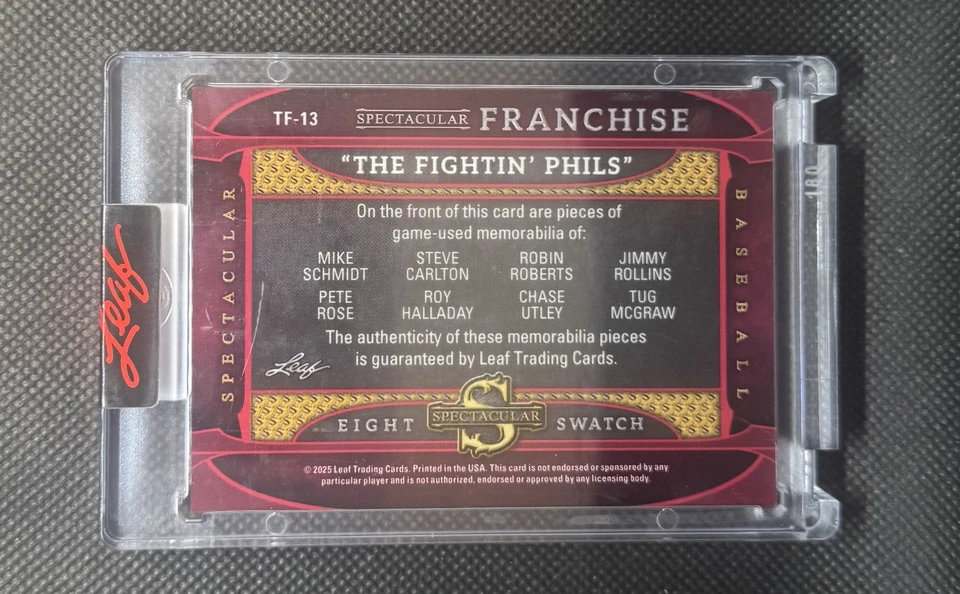 TF-13 SPECTACULAR FRANCHISE
"THE FIGHTIN' PHILS"
On the front of this card are pieces of
game-used memorabilia of:
MIKE SCHMIDT
STEVE CARLTON
ROBIN ROBERTS
JIMMY ROLLINS
PETE ROSE
ROY HALLADAY
CHASE UTLEY
TUG MCGRAW
The authenticity of these memorabilia pieces
is guaranteed by Leaf Trading Cards.
Leaf
EIGHT S SPECTACULAR SWATCH
© 2025 Leaf Trading Cards. Printed in the USA. This card is not endorsed or sponsored by any
particular player and is not authorized, endorsed or approved by any licensing body.
SPECTACULAR
BASEBALL
Leaf
180